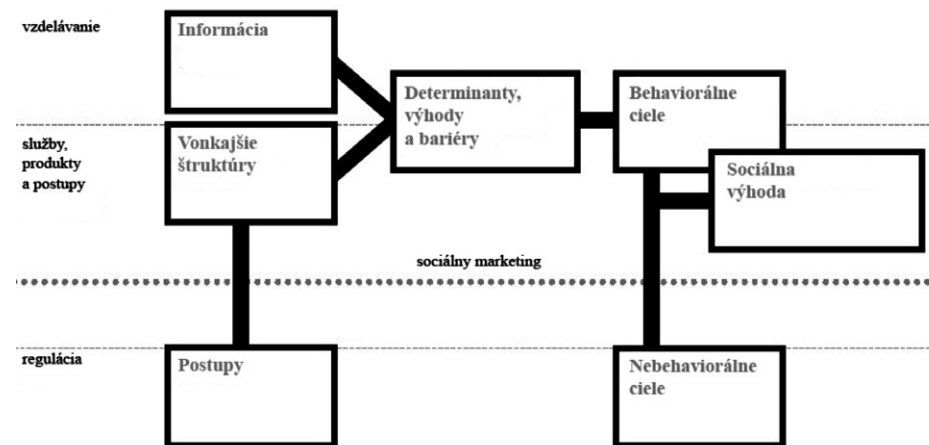 vzdelávanie
Informácia
Determinanty,
výhody
a bariéry
Behaviorálne
ciele
služby,
produkty
a postupy
Vonkajšie
štruktúry
Sociálna
výhoda
sociálny marketing
regulácia
Postupy
Nebehaviorálne
ciele